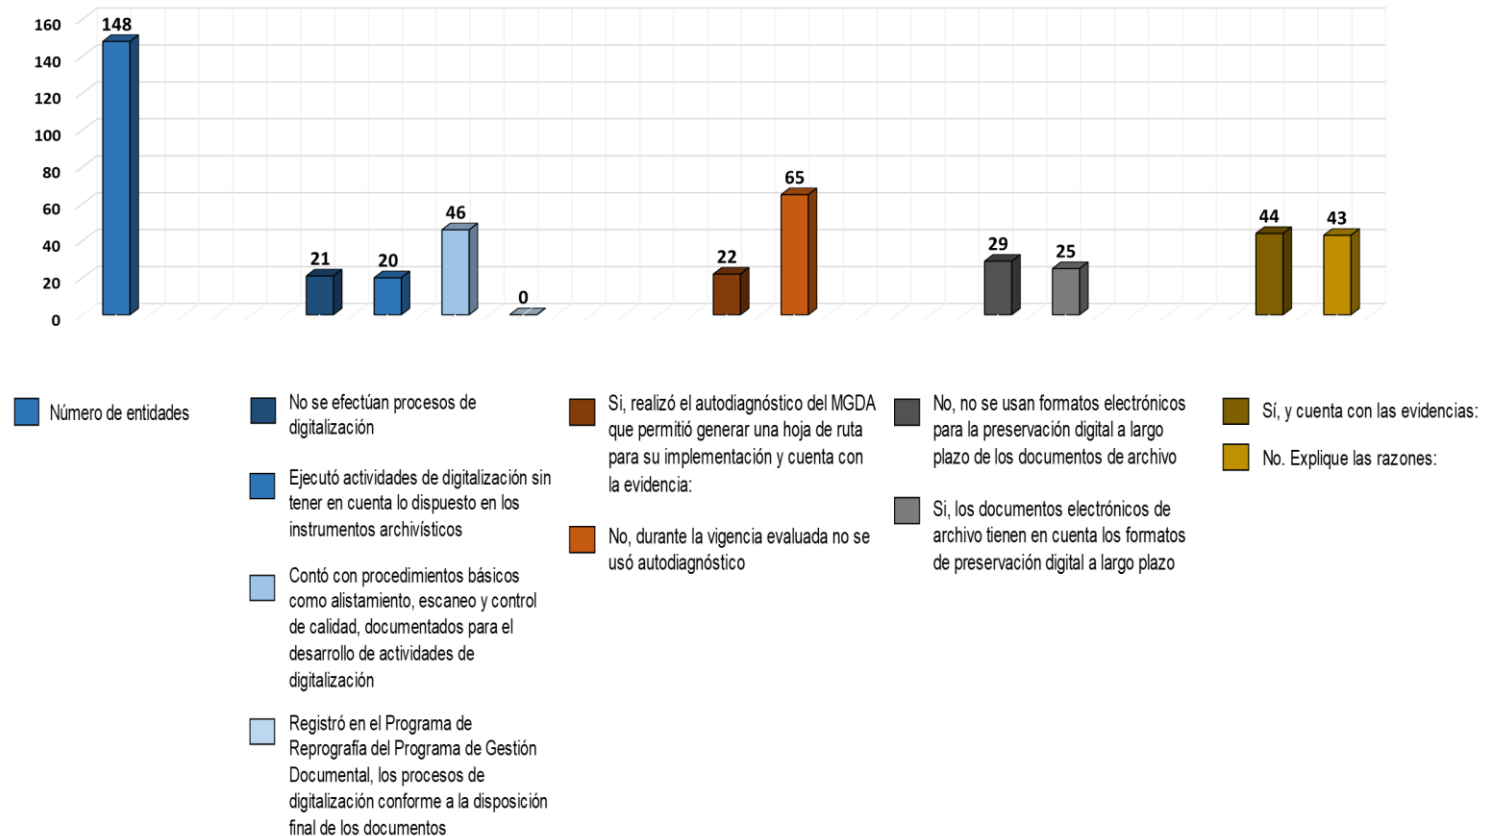 160
140
120
100
80
60
40
20
0
148
21
20
46
0
22
65
29
25
44
43
Número de entidades
No se efectúan procesos de
digitalización
Ejecutó actividades de digitalización sin
tener en cuenta lo dispuesto en los
instrumentos archivísticos
Contó con procedimientos básicos
como alistamiento, escaneo y control
de calidad, documentados para el
desarrollo de actividades de
digitalización
Registró en el Programa de
Reprografía del Programa de Gestión
Documental, los procesos de
digitalización conforme a la disposición
final de los documentos
Si, realizó el autodiagnóstico del MGDA
que permitió generar una hoja de ruta
para su implementación y cuenta con
la evidencia:
No, durante la vigencia evaluada no se
usó autodiagnóstico
No, no se usan formatos electrónicos
para la preservación digital a largo
plazo de los documentos de archivo
Si, los documentos electrónicos de
archivo tienen en cuenta los formatos
de preservación digital a largo plazo
Sí, y cuenta con las evidencias:
No. Explique las razones: